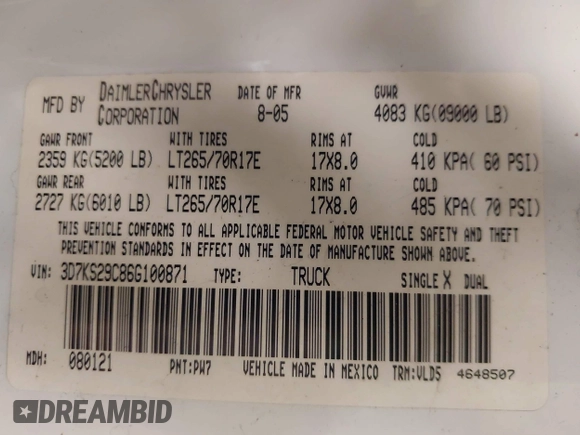 MFD BY DAIMLERCHRYSLER CORPORATION DATE OF MFR 8-05 GVWR 4083 KG(09000 LB)
GAWR FRONT WITH TIRES RIMS AT COLD
2359 KG(5200 LB) LT265/70R17E 17X8.0 410 KPA( 60 PSI)
GAWR REAR WITH TIRES RIMS AT COLD
2727 KG(6010 LB) LT265/70R17E 17X8.0 485 KPA( 70 PSI)
THIS VEHICLE CONFORMS TO ALL APPLICABLE FEDERAL MOTOR VEHICLE SAFETY AND THEFT
PREVENTION STANDARDS IN EFFECT ON THE DATE OF MANUFACTURE SHOWN ABOVE.
VIN: 3D7KS29C86G100871 TYPE: TRUCK SINGLE X DUAL
MDH: 080121 PNT:PW7 VEHICLE MADE IN MEXICO TRN:VLD5 4648507
DREAMBID